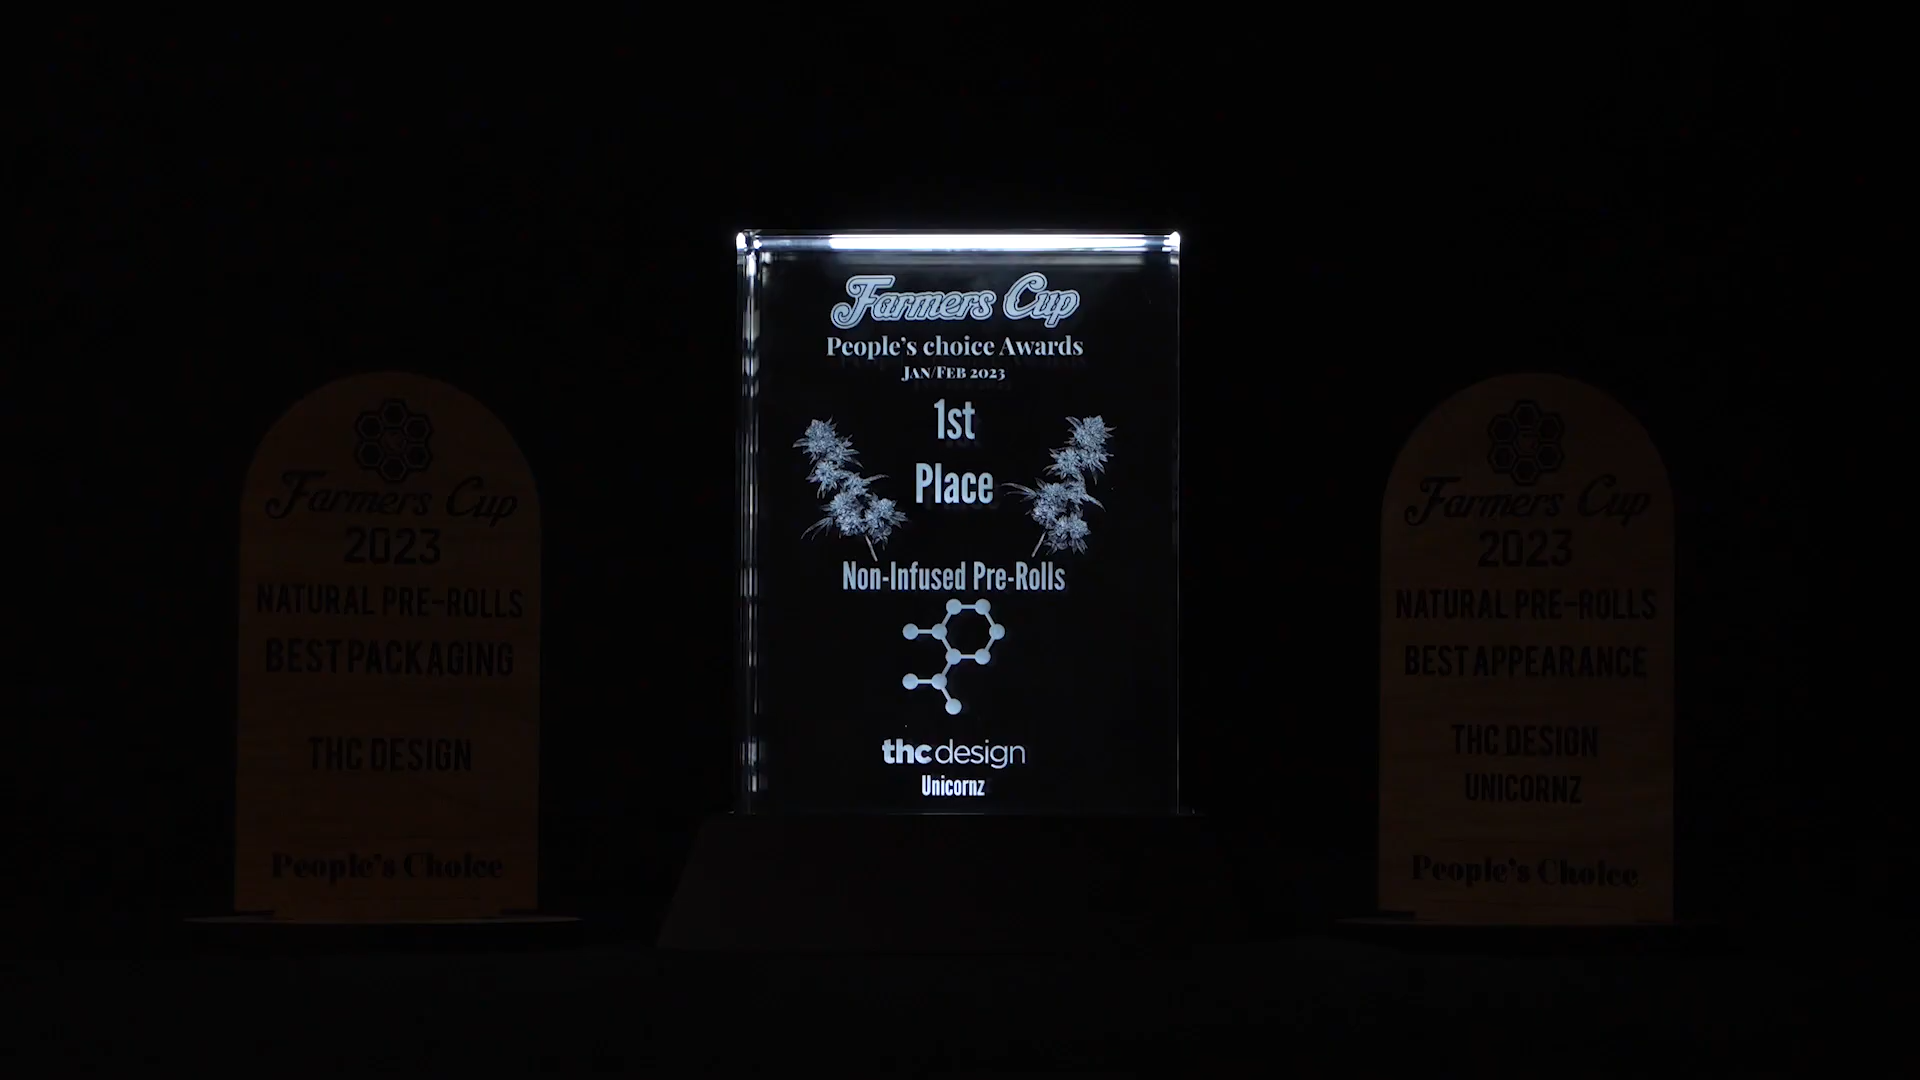 Farmers Cup
2023
NATURAL PRE-ROLLS
BEST PACKAGING
THC DESIGN
People's Choice
Farmers Cup
People's choice Awards
JAN/FEB 2023
1st
Place
Non-Infused Pre-Rolls
thc design
Unicornz
Farmers Cup
2023
NATURAL PRE-ROLLS
BEST APPEARANCE
THC DESIGN
UNICORNZ
People's Choice